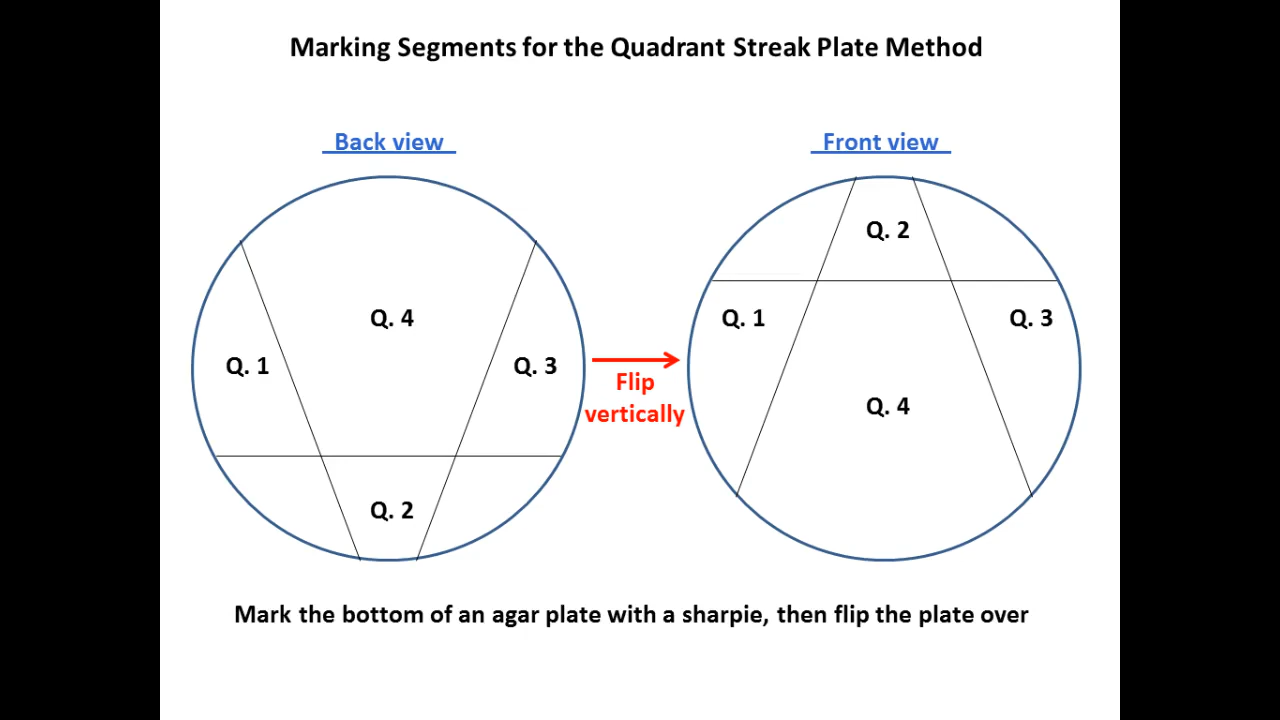 Marking Segments for the Quadrant Streak Plate Method
Back view
Front view
Q. 4
Q. 1
Q. 3
Q. 2
Flip
vertically
Q. 2
Q. 1
Q. 3
Q. 4
Mark the bottom of an agar plate with a sharpie, then flip the plate over